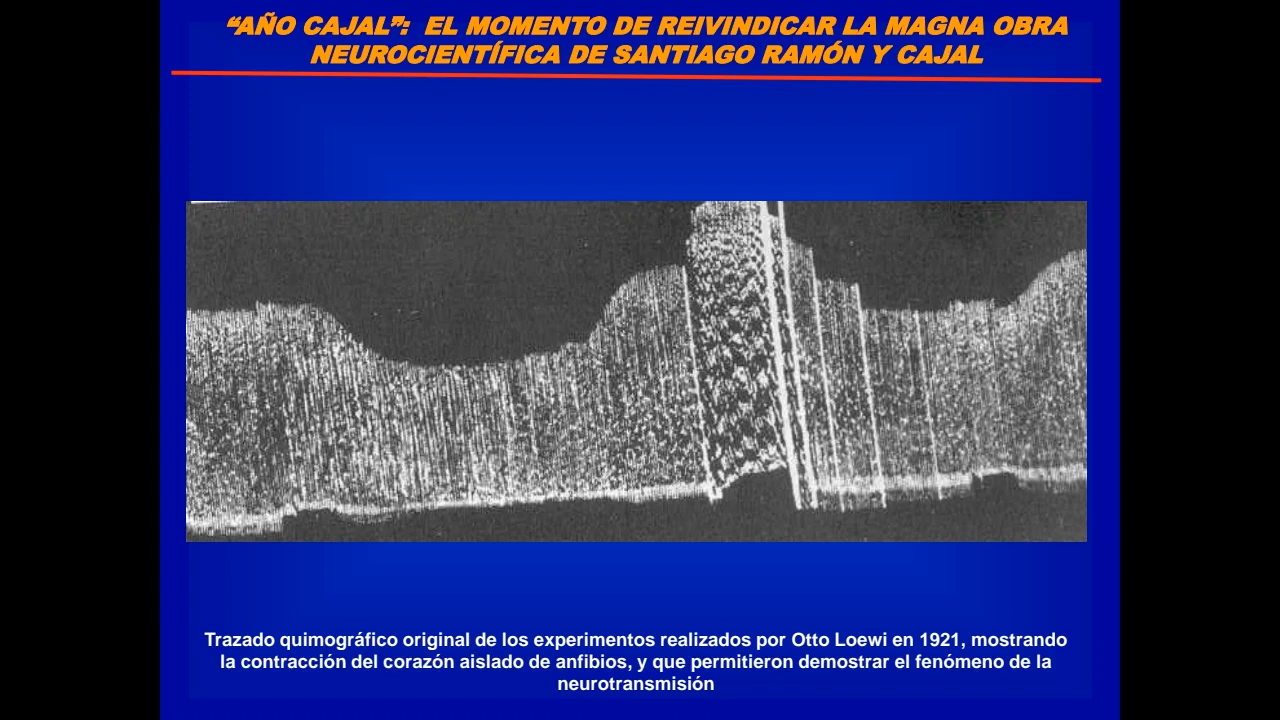 “AÑO CAJAL”: EL MOMENTO DE REIVINDICAR LA MAGNA OBRA
NEUROCIENTÍFICA DE SANTIAGO RAMÓN Y CAJAL
Trazado quimográfico original de los experimentos realizados por Otto Loewi en 1921, mostrando
la contracción del corazón aislado de anfibios, y que permitieron demostrar el fenómeno de la
neurotransmisión